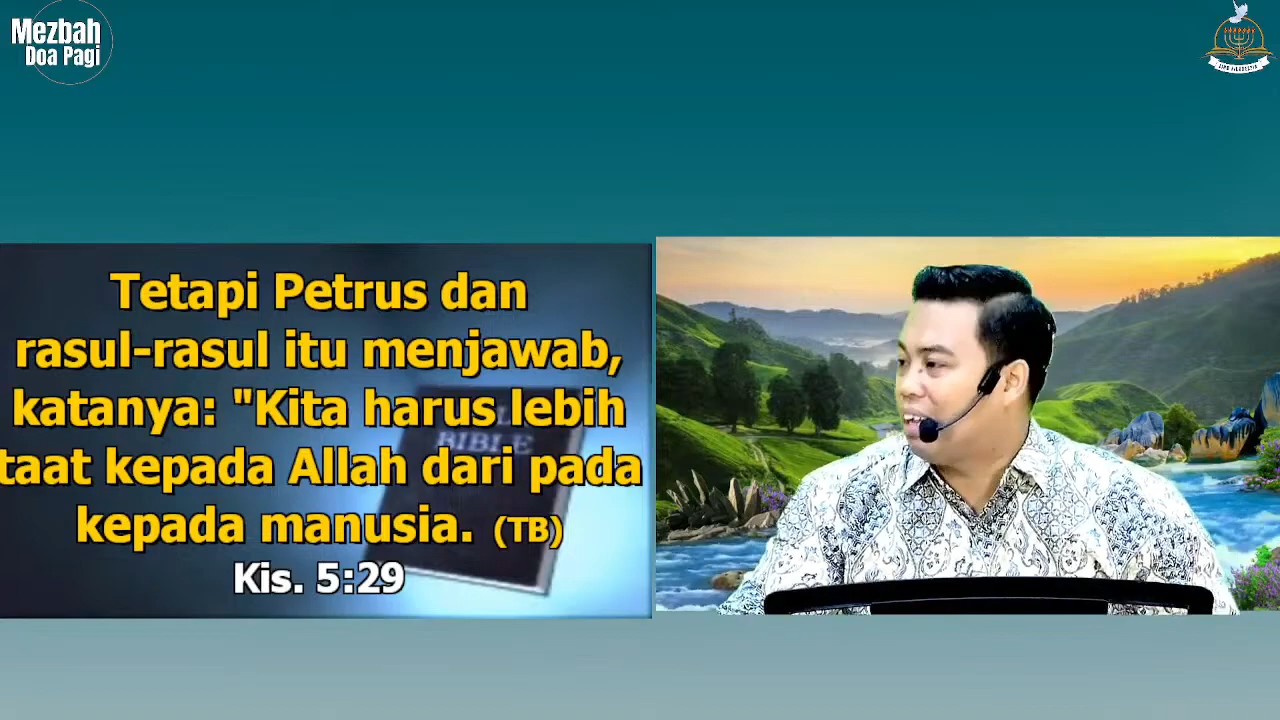 Mezbah
Doa Pagi
Tetapi Petrus dan
rasul-rasul itu menjawab,
katanya: "Kita harus lebih
taat kepada Allah dari pada
kepada manusia. (TB)
Kis. 5:29
BIBLE